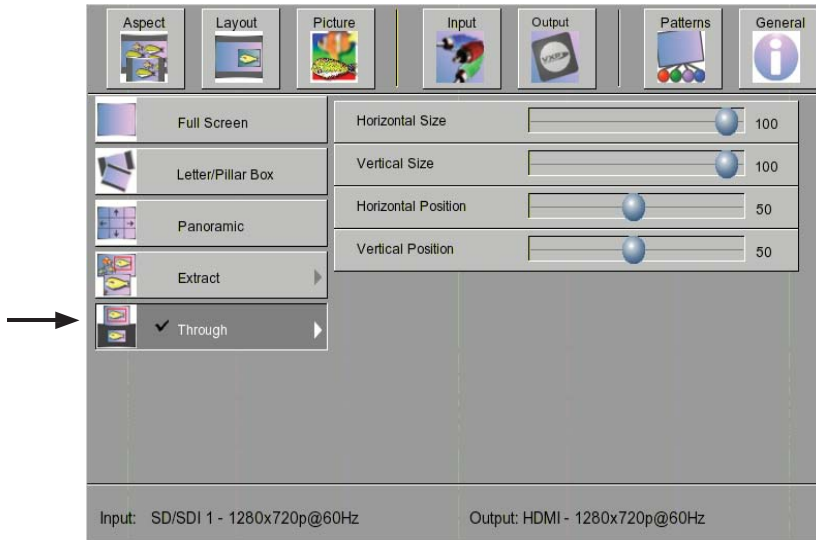 Aspect Layout Picture Input Output Patterns General
VXP
Full Screen
Letter/Pillar Box
Panoramic
Extract
Through
Horizontal Size 100
Vertical Size 100
Horizontal Position 50
Vertical Position 50
Input: SD/SDI 1 - 1280x720p@60Hz Output: HDMI - 1280x720p@60Hz